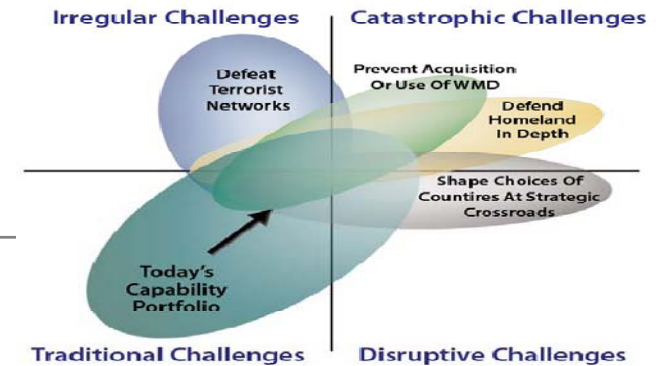 Irregular Challenges
Catastrophic Challenges
Defeat
Terrorist
Networks
Prevent Acquisition
Or Use Of WMD
Defend
Homeland
In Depth
Shape Choices Of
Countires At Strategic
Crossroads
Today's
Capability
Portfolio
Traditional Challenges
Disruptive Challenges